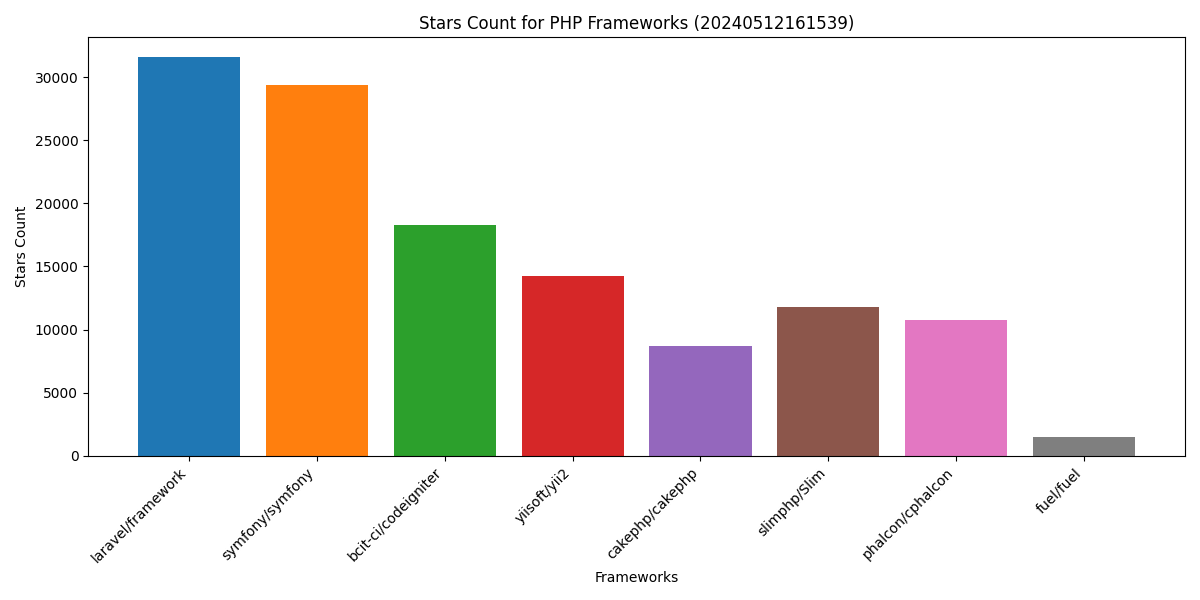 Stars Count for PHP Frameworks (20240512161539)
Stars Count
30000
25000
20000
15000
10000
5000
0
laravel/framework
symfony/symfony
bcit-ci/codeigniter
yiisoft/yii2
cakephp/cakephp
slimphp/Slim
phalcon/cphalcon
fuel/fuel
Frameworks